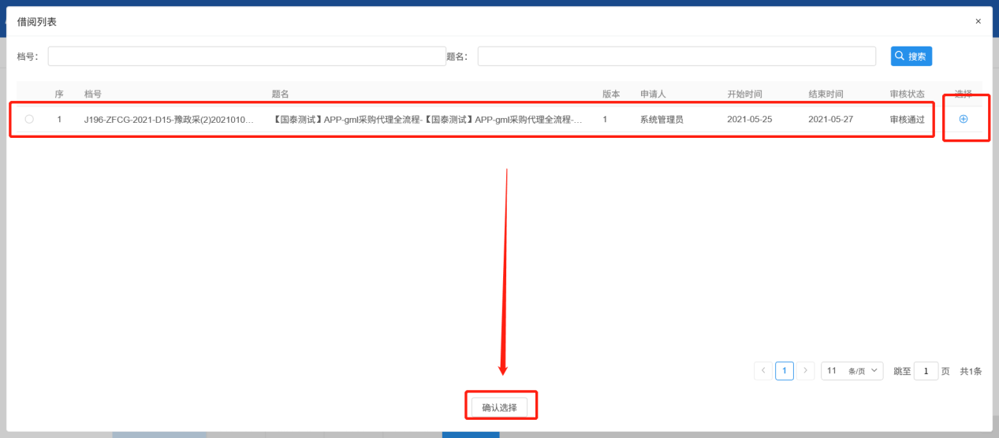 借阅列表 ×
档号: 题名: 搜索
序 档号 题名 版本 申请人 开始时间 结束时间 审核状态 选择
1 J196-ZFCG-2021-D15-豫政采(2)2021010... 【国泰测试】APP-gml采购代理全流程-【国泰测试】APP-gml采购代理全流程-... 1 系统管理员 2021-05-25 2021-05-27 审核通过
< 1 > 11 条/页 跳至 1 页 共1条
确认选择